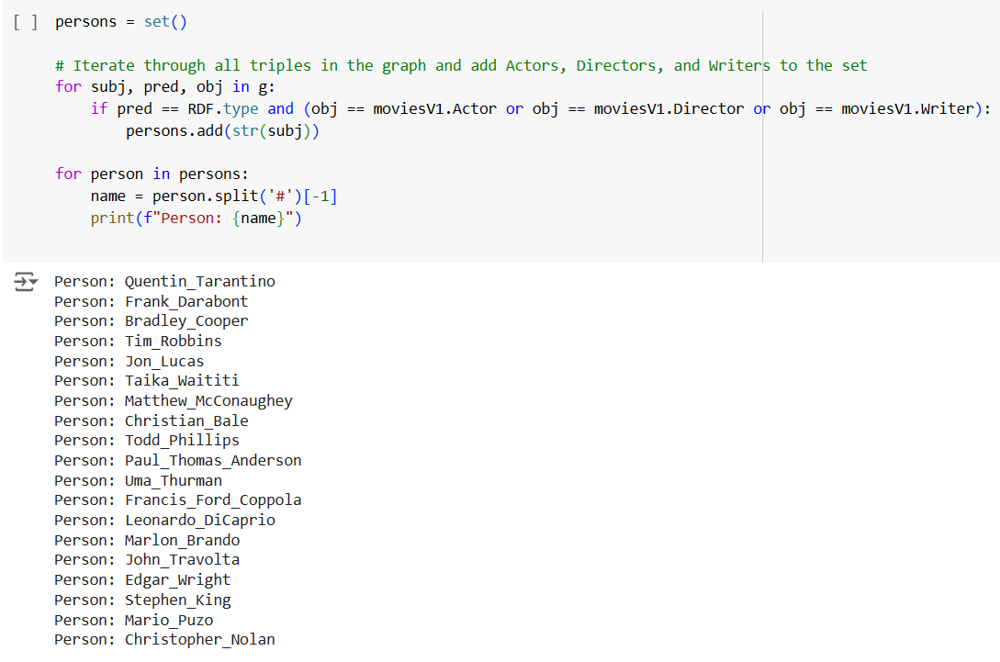 [ ] persons = set()
# Iterate through all triples in the graph and add Actors, Directors, and Writers to the set
for subj, pred, obj in g:
    if pred == RDF.type and (obj == moviesV1.Actor or obj == moviesV1.Director or obj == moviesV1.Writer):
        persons.add(str(subj))
for person in persons:
    name = person.split('#')[-1]
    print(f"Person: {name}")
Person: Quentin_Tarantino
Person: Frank_Darabont
Person: Bradley_Cooper
Person: Tim_Robbins
Person: Jon_Lucas
Person: Taika_Waititi
Person: Matthew_McConaughey
Person: Christian_Bale
Person: Todd_Phillips
Person: Paul_Thomas_Anderson
Person: Uma_Thurman
Person: Francis_Ford_Coppola
Person: Leonardo_DiCaprio
Person: Marlon_Brando
Person: John_Travolta
Person: Edgar_Wright
Person: Stephen_King
Person: Mario_Puzo
Person: Christopher_Nolan